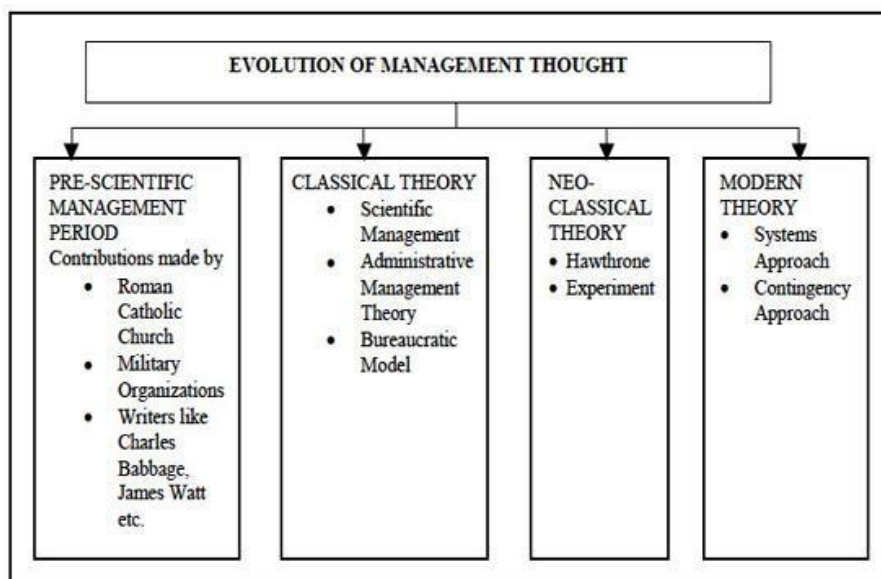 EVOLUTION OF MANAGEMENT THOUGHT
PRE-SCIENTIFIC
MANAGEMENT
PERIOD
Contributions made by
• Roman
Catholic
Church
• Military
Organizations
• Writers like
Charles
Babbage,
James Watt
etc.
CLASSICAL THEORY
• Scientific
Management
• Administrative
Management
Theory
• Bureaucratic
Model
NEO-
CLASSICAL
THEORY
• Hawthrone
• Experiment
MODERN
THEORY
• Systems
Approach
• Contingency
Approach